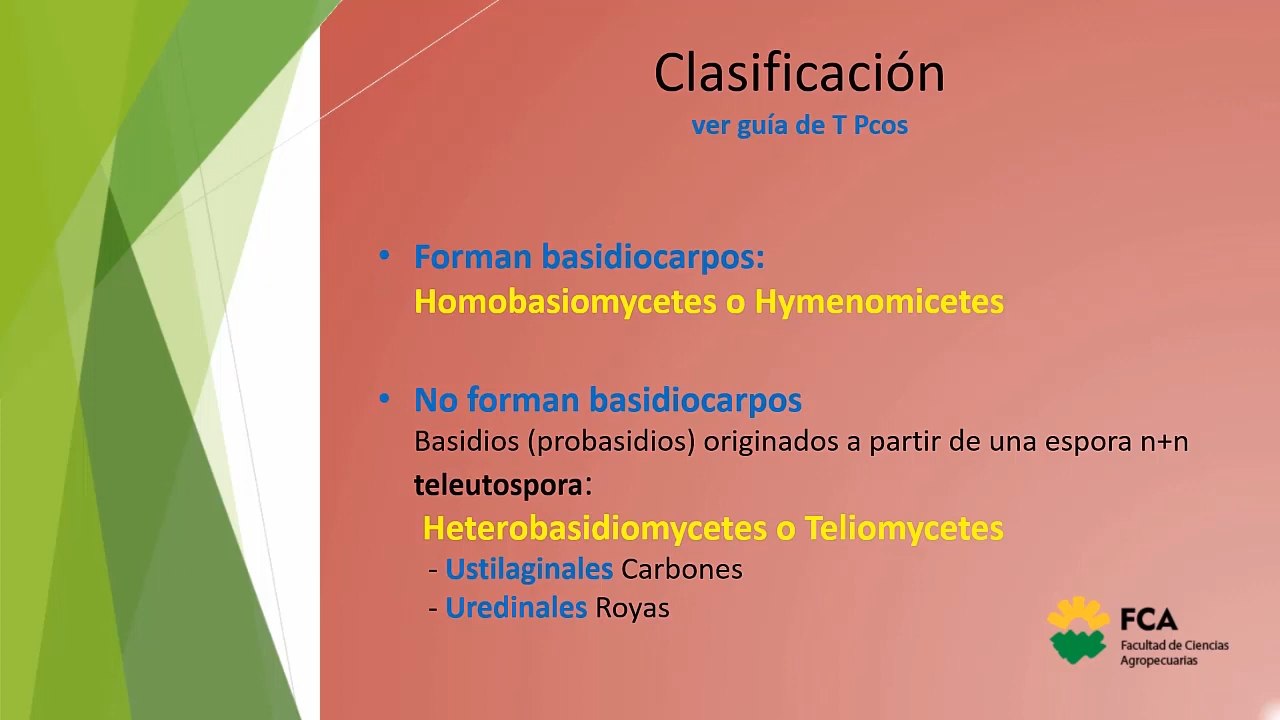 Clasificación
ver guía de T Pcos
• Forman basidiocarpos:
Homobasiomycetes o Hymenomicetes
• No forman basidiocarpos
Basidios (probasidios) originados a partir de una espora n+n
teleutospora:
Heterobasidiomycetes o Teliomycetes
- Ustilaginales Carbones
- Uredinales Royas
FCA
Facultad de Ciencias
Agropecuarias